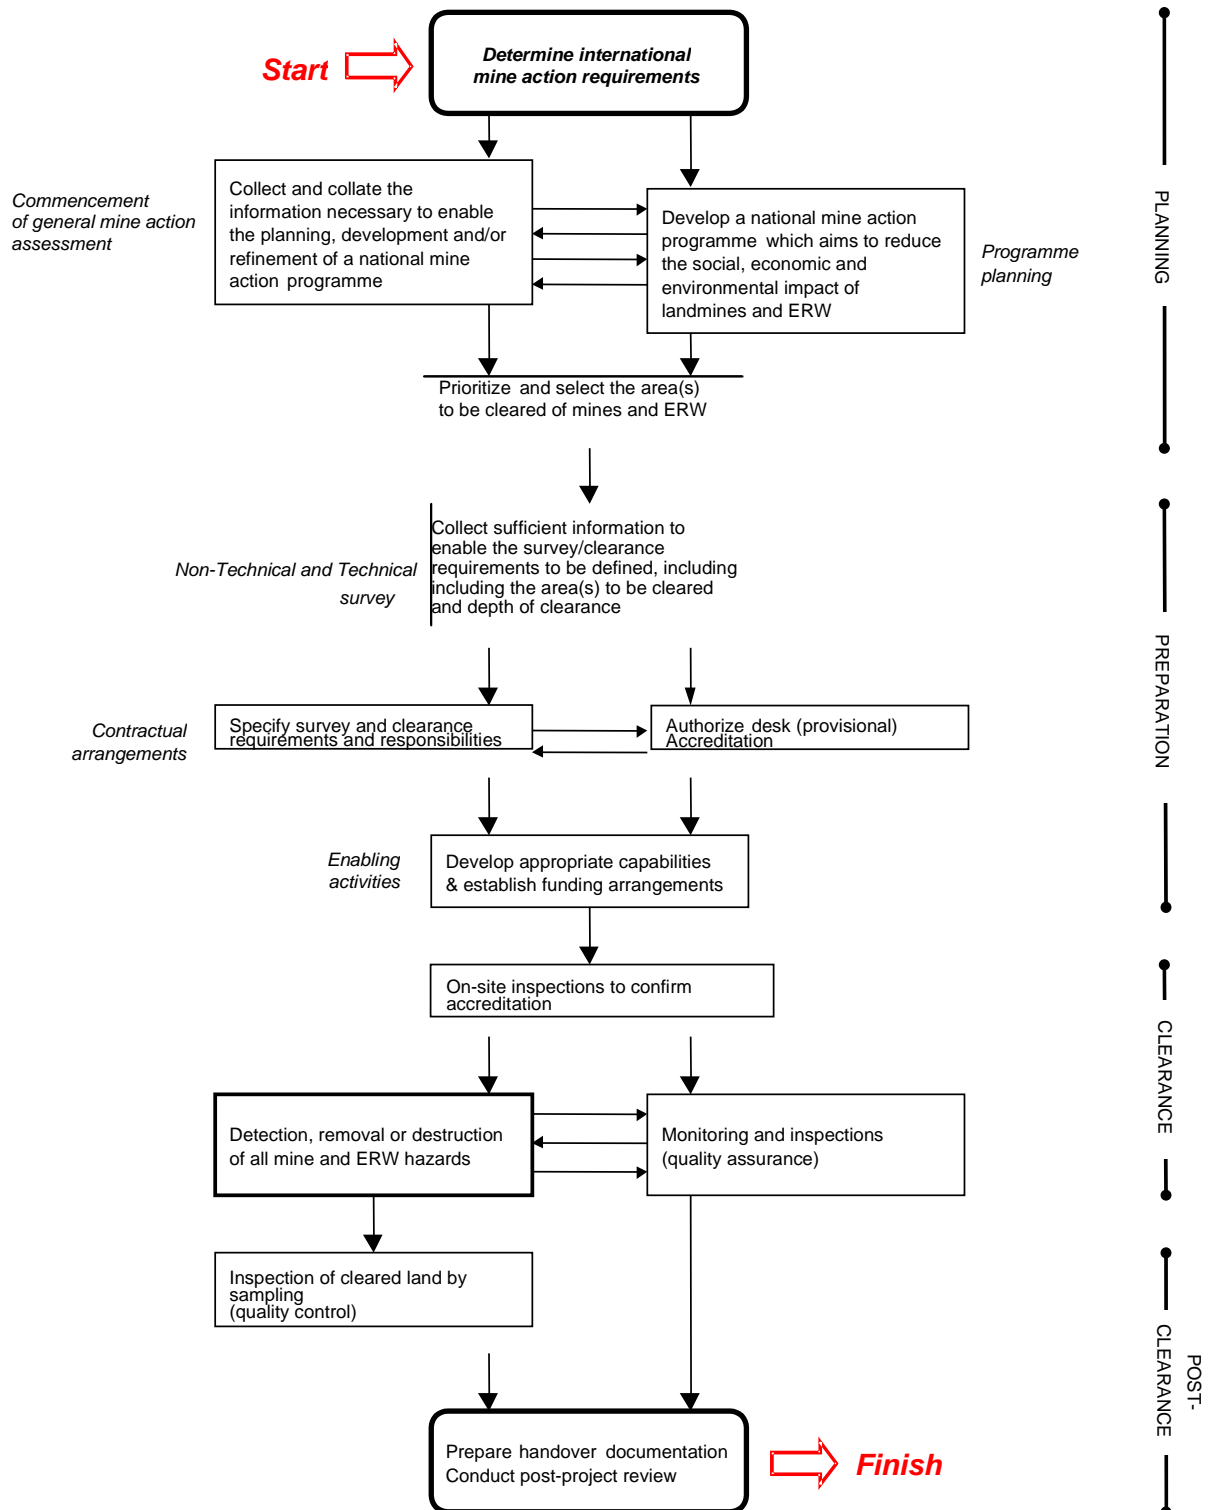 Start
Determine international
mine action requirements
Commencement
of general mine action
assessment
Collect and collate the
information necessary to enable
the planning, development and/or
refinement of a national mine
action programme
Develop a national mine action
programme which aims to reduce
the social, economic and
environmental impact of
landmines and ERW
Programme
planning
PLANNING
Prioritize and select the area(s)
to be cleared of mines and ERW
Non-Technical and Technical
survey
Collect sufficient information to
enable the survey/clearance
requirements to be defined, including
including the area(s) to be cleared
and depth of clearance
PREPARATION
Contractual
arrangements
Specify survey and clearance
requirements and responsibilities
Authorize desk (provisional)
Accreditation
Enabling
activities
Develop appropriate capabilities
& establish funding arrangements
On-site inspections to confirm
accreditation
CLEARANCE
Detection, removal or destruction
of all mine and ERW hazards
Monitoring and inspections
(quality assurance)
Inspection of cleared land by
sampling
(quality control)
POST-
CLEARANCE
Prepare handover documentation
Conduct post-project review
Finish